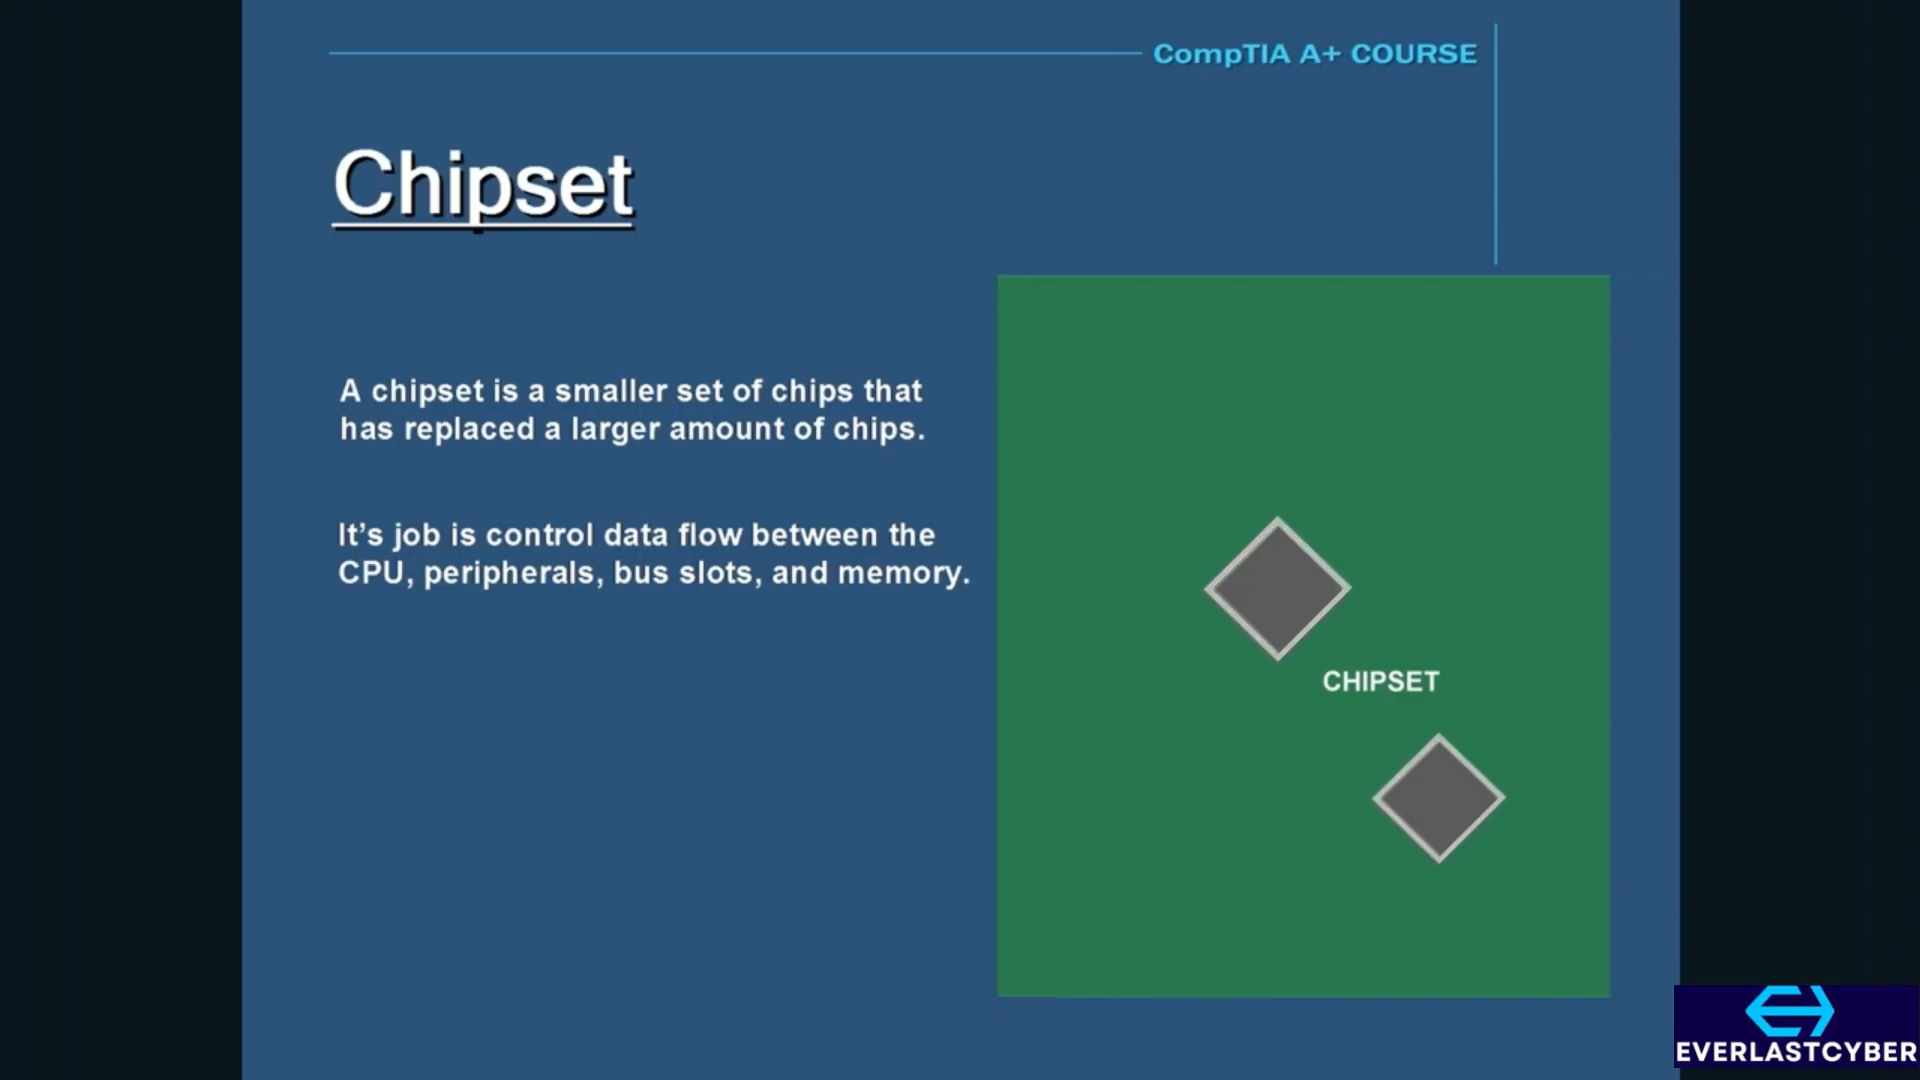 CompTIA A+ COURSE
Chipset
A chipset is a smaller set of chips that
has replaced a larger amount of chips.
It’s job is control data flow between the
CPU, peripherals, bus slots, and memory.
CHIPSET
EVERLASTCYBER